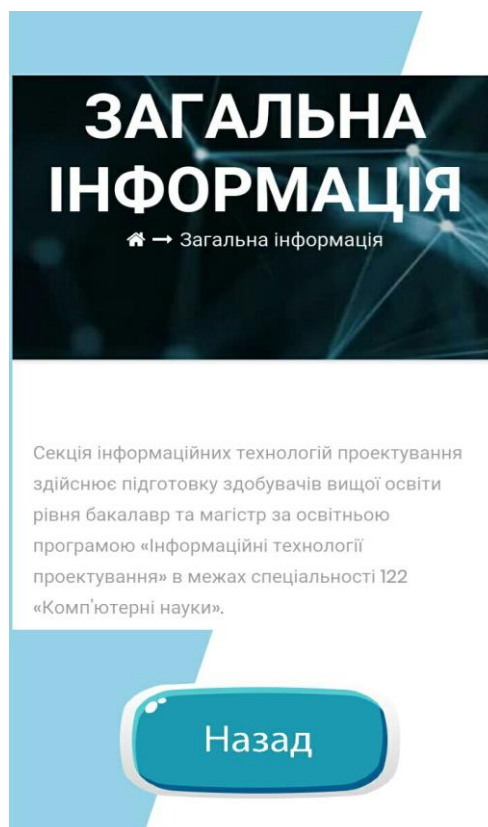 ЗАГАЛЬНА
ІНФОРМАЦІЯ
Загальна інформація
Секція інформаційних технологій проектування
здійснює підготовку здобувачів вищої освіти
рівня бакалавр та магістр за освітньою
програмою «Інформаційні технології
проектування» в межах спеціальності 122
«Комп'ютерні науки».
Назад